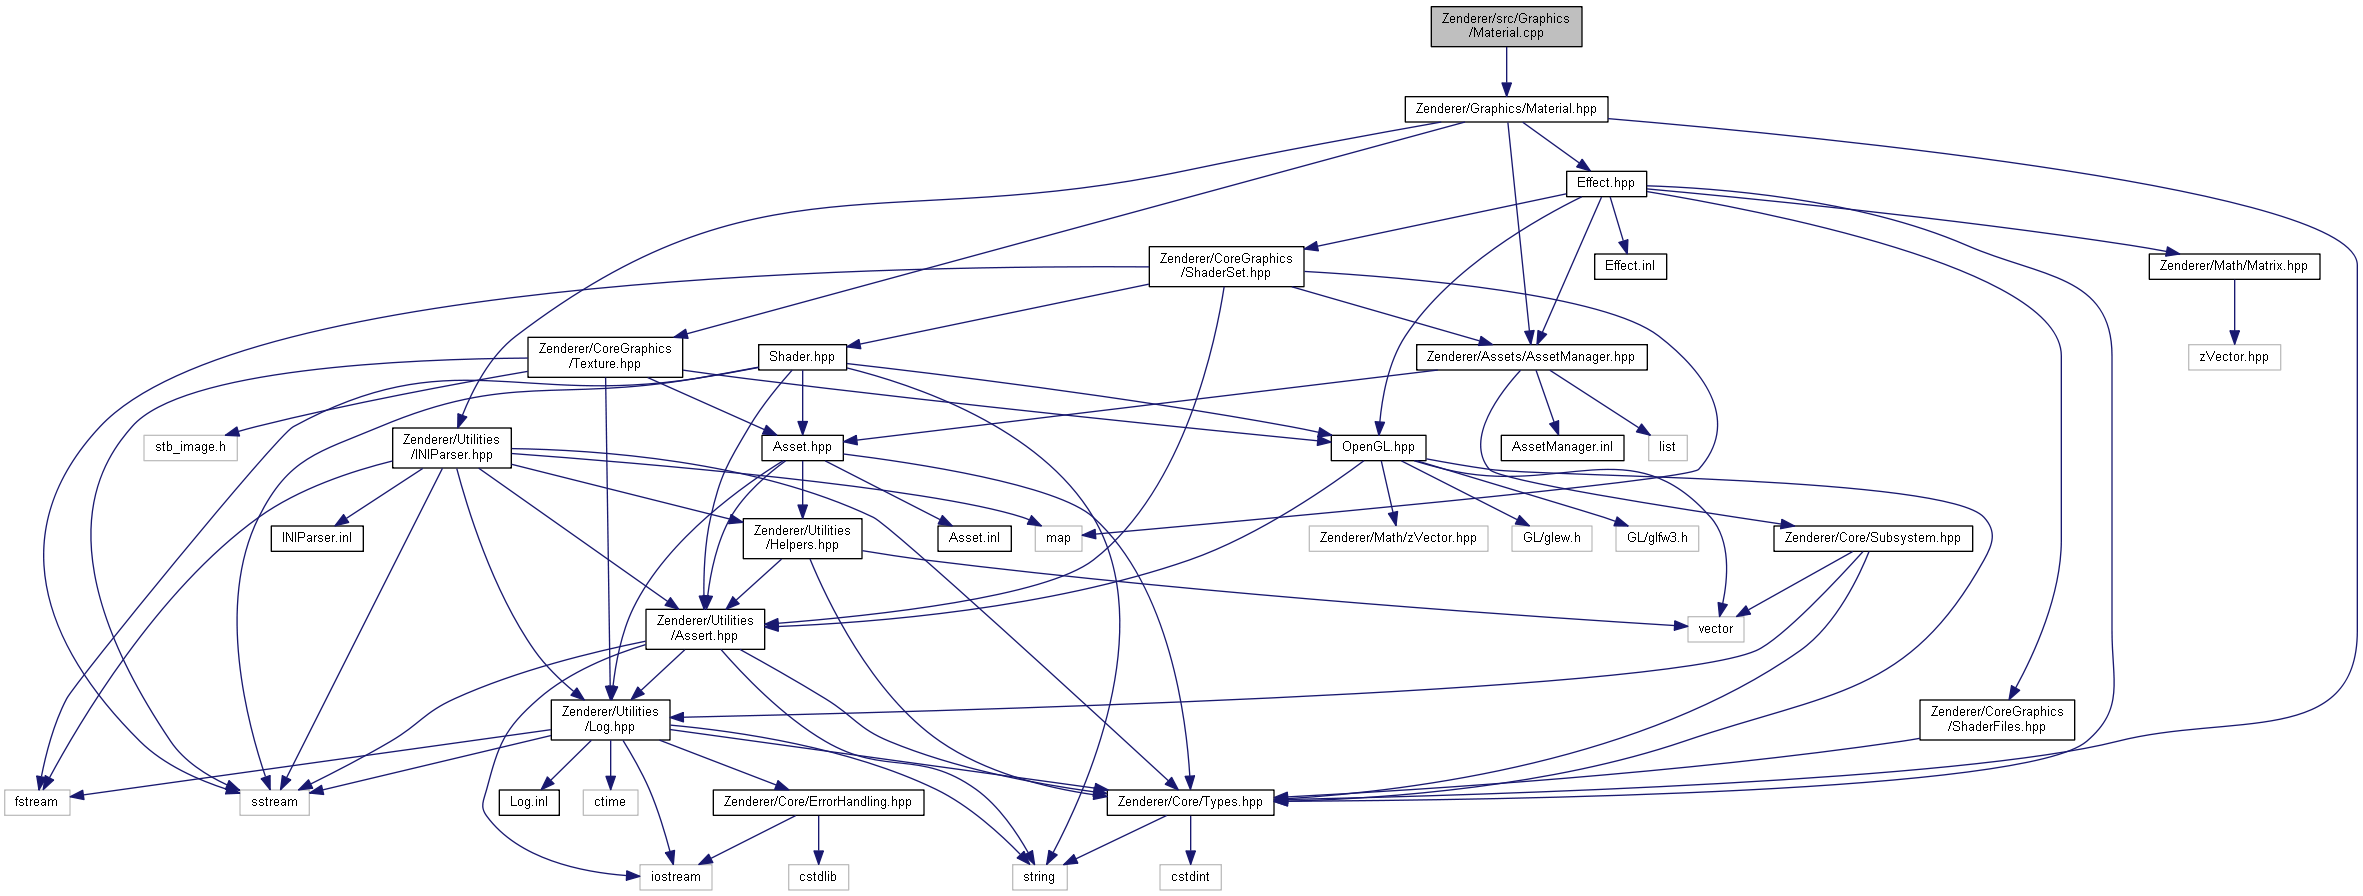 Zenderer/src/Graphics
/Material.cpp
Zenderer/Graphics/Material.hpp
Effect.hpp
Zenderer/CoreGraphics
/ShaderSet.hpp
Effect.inl
Zenderer/Math/Matrix.hpp
Zenderer/CoreGraphics
/Texture.hpp
Shader.hpp
Zenderer/Assets/AssetManager.hpp
zVector.hpp
stb_image.h
Zenderer/Utilities
/INIParser.hpp
Asset.hpp
OpenGL.hpp
AssetManager.inl
list
INIParser.inl
Zenderer/Utilities
/Helpers.hpp
Asset.inl
map
Zenderer/Math/zVector.hpp
GL/glew.h
GL/glfw3.h
Zenderer/Core/Subsystem.hpp
Zenderer/Utilities
/Assert.hpp
vector
Zenderer/Utilities
/Log.hpp
Zenderer/CoreGraphics
/ShaderFiles.hpp
fstream
sstream
Log.inl
ctime
Zenderer/Core/ErrorHandling.hpp
Zenderer/Core/Types.hpp
iostream
cstdlib
string
cstdint